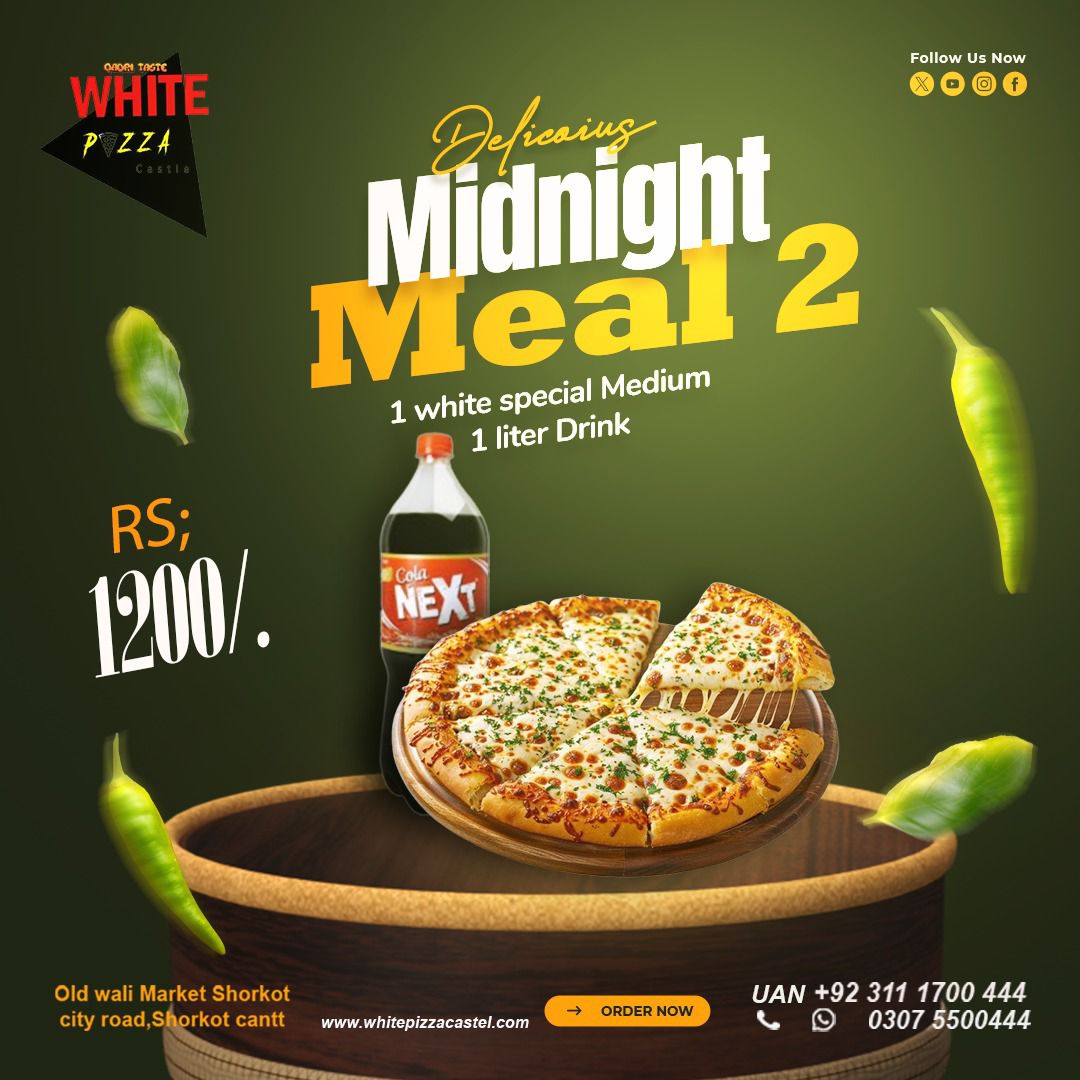 QADRI TASTE
WHITE
PIZZA
Castle
Follow Us Now
Delicoius
Midnight
Meal 2
1 white special Medium
1 liter Drink
RS;
1200/.
Cola
NEXT
Old wali Market Shorkot
city road,Shorkot cantt
www.whitepizzacastel.com
→ ORDER NOW
UAN +92 311 1700 444
0307 5500444